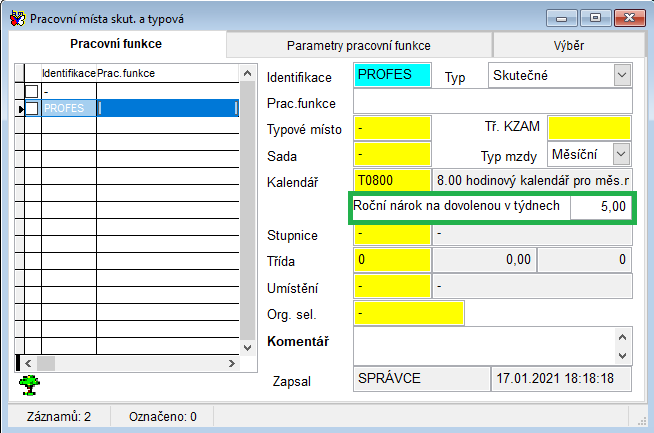 Pracovní místa skut. a typová
Pracovní funkce
Parametry pracovní funkce
Výběr
Identifikace Prac.funkce
-
PROFES
Identifikace PROFES Typ Skutečné
Prac.funkce
Typové místo - Tř. KZAM
Sada - Typ mzdy Měsíční
Kalendář T0800 8.00 hodinový kalendář pro měs.r
Roční nárok na dovolenou v týdnech 5,00
Stupnice - -
Třída 0 0,00 0
Umístění - -
Org. sel. -
Komentář
Zapsal SPRÁVCE 17.01.2021 18:18:18
Záznamů: 2 Označeno: 0